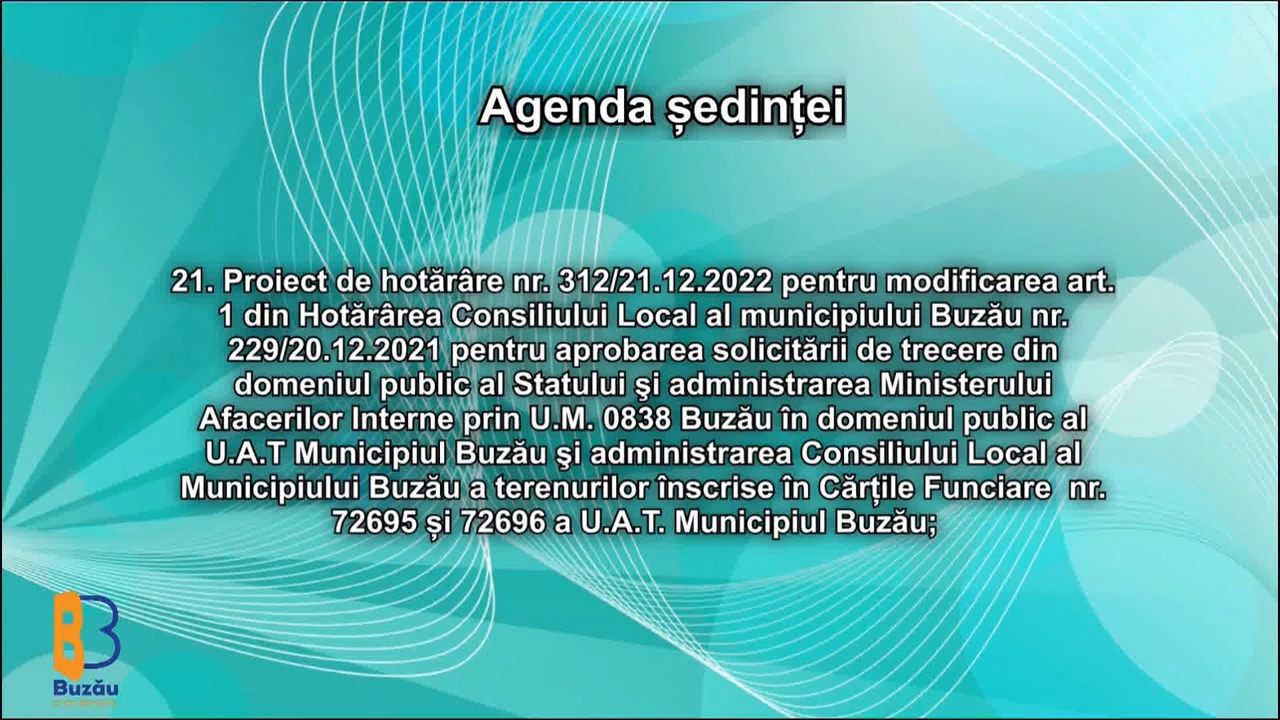 Agenda ședinței
21. Proiect de hotărâre nr. 312/21.12.2022 pentru modificarea art.
1 din Hotărârea Consiliului Local al municipiului Buzău nr.
229/20.12.2021 pentru aprobarea solicitării de trecere din
domeniul public al Statului şi administrarea Ministerului
Afacerilor Interne prin U.M. 0838 Buzău în domeniul public al
U.A.T Municipiul Buzău şi administrarea Consiliului Local al
Municipiului Buzău a terenurilor înscrise în Cărțile Funciare nr.
72695 și 72696 a U.A.T. Municipiul Buzău;
Buzău